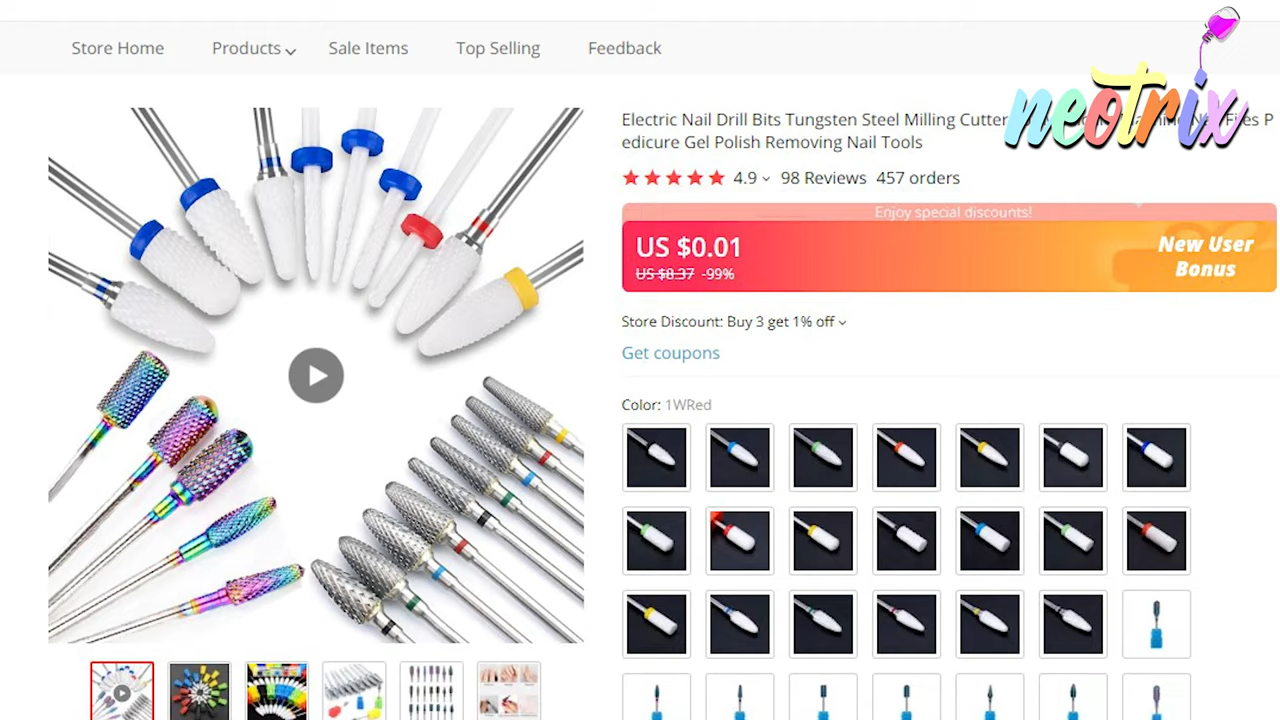 Store Home Products Sale Items Top Selling Feedback
neotrix
Electric Nail Drill Bits Tungsten Steel Milling Cutter P
edicure Gel Polish Removing Nail Tools
4.9 98 Reviews 457 orders
Enjoy special discounts!
US $0.01
US $8.37 -99%
New User
Bonus
Store Discount: Buy 3 get 1% off
Get coupons
Color: 1WRed